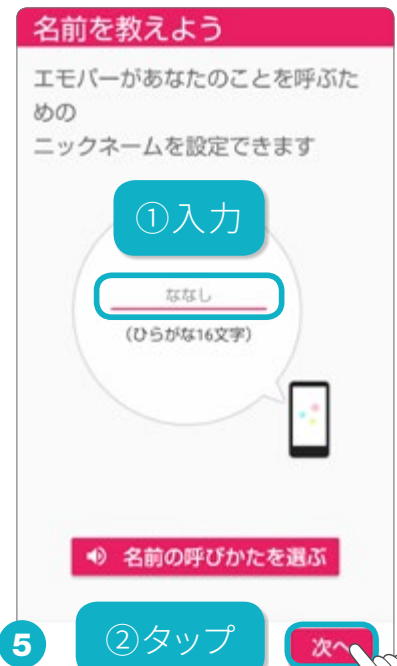 名前を教えよう
エモパーがあなたのことを呼ぶた
めの
ニックネームを設定できます
①入力
ななし
(ひらがな16文字)
名前の呼びかたを選ぶ
5
②タップ
次へ